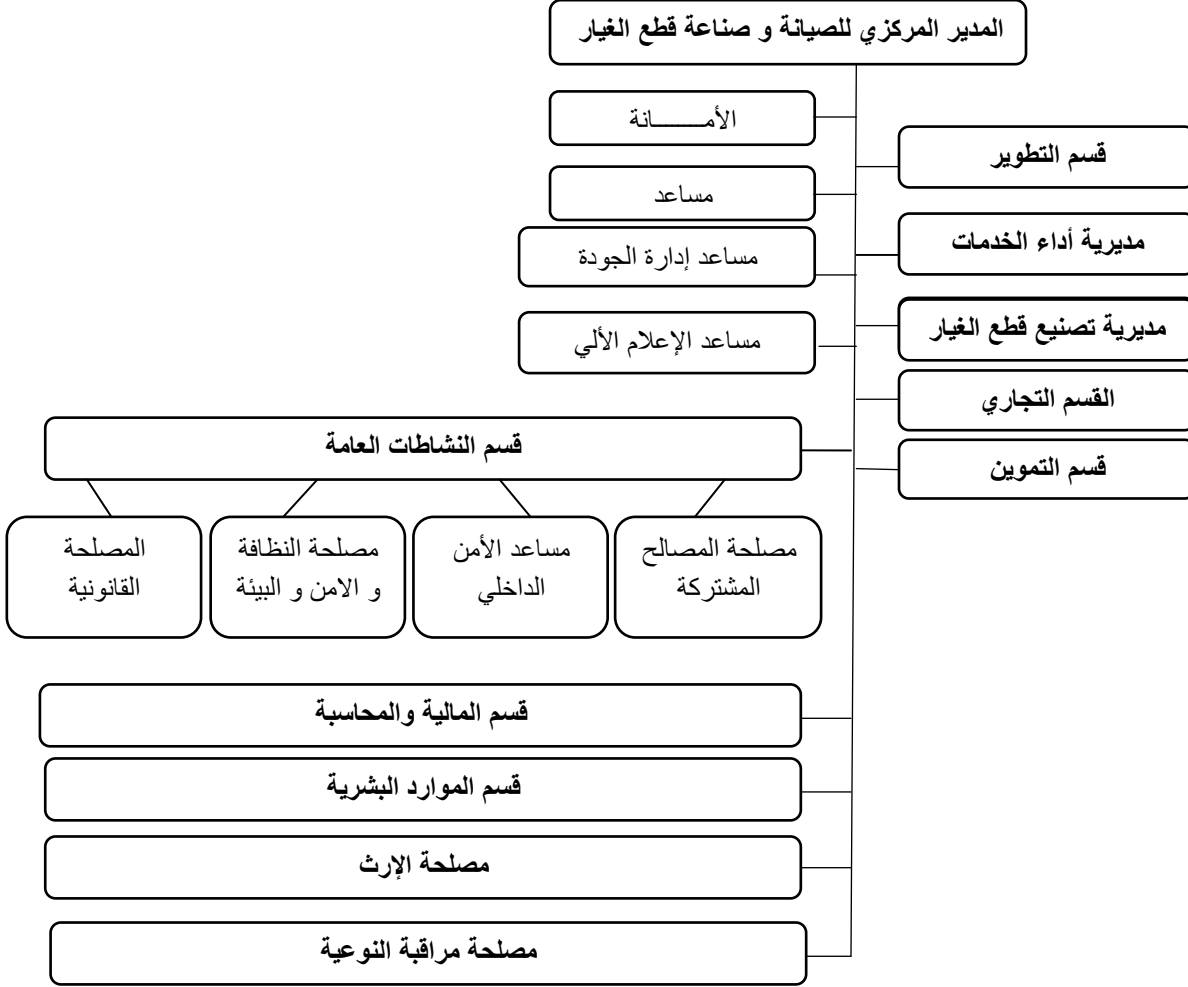 المدير المركزي للصيانة و صناعة قطع الغيار
الأمـــــــانة
قسم التطوير
مساعد
مديرية أداء الخدمات
مساعد إدارة الجودة
مديرية تصنيع قطع الغيار
مساعد الإعلام الألي
القسم التجاري
قسم النشاطات العامة
قسم التموين
مصلحة المصالح
المشتركة
مساعد الأمن
الداخلي
مصلحة النظافة
و الامن و البيئة
المصلحة
القانونية
قسم المالية والمحاسبة
قسم الموارد البشرية
مصلحة الإرث
مصلحة مراقبة النوعية